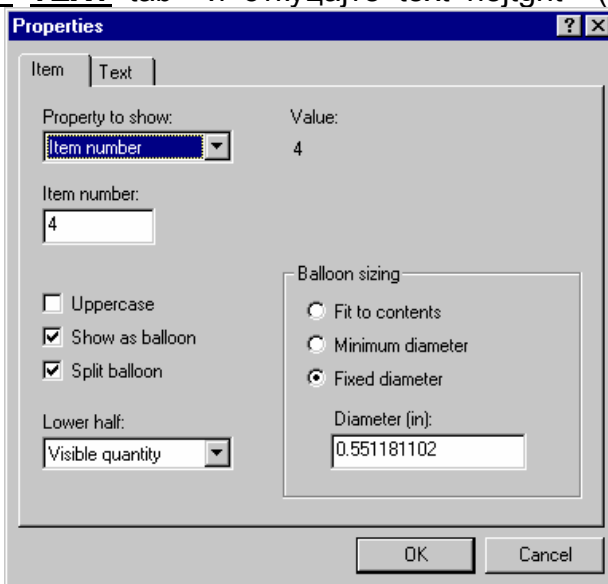 Properties
Item Text
Property to show: Value:
Item number 4
Item number:
4
Balloon sizing
Uppercase Fit to contents
Show as balloon Minimum diameter
Split balloon Fixed diameter
Lower half: Diameter (in):
Visible quantity 0.551181102
OK Cancel